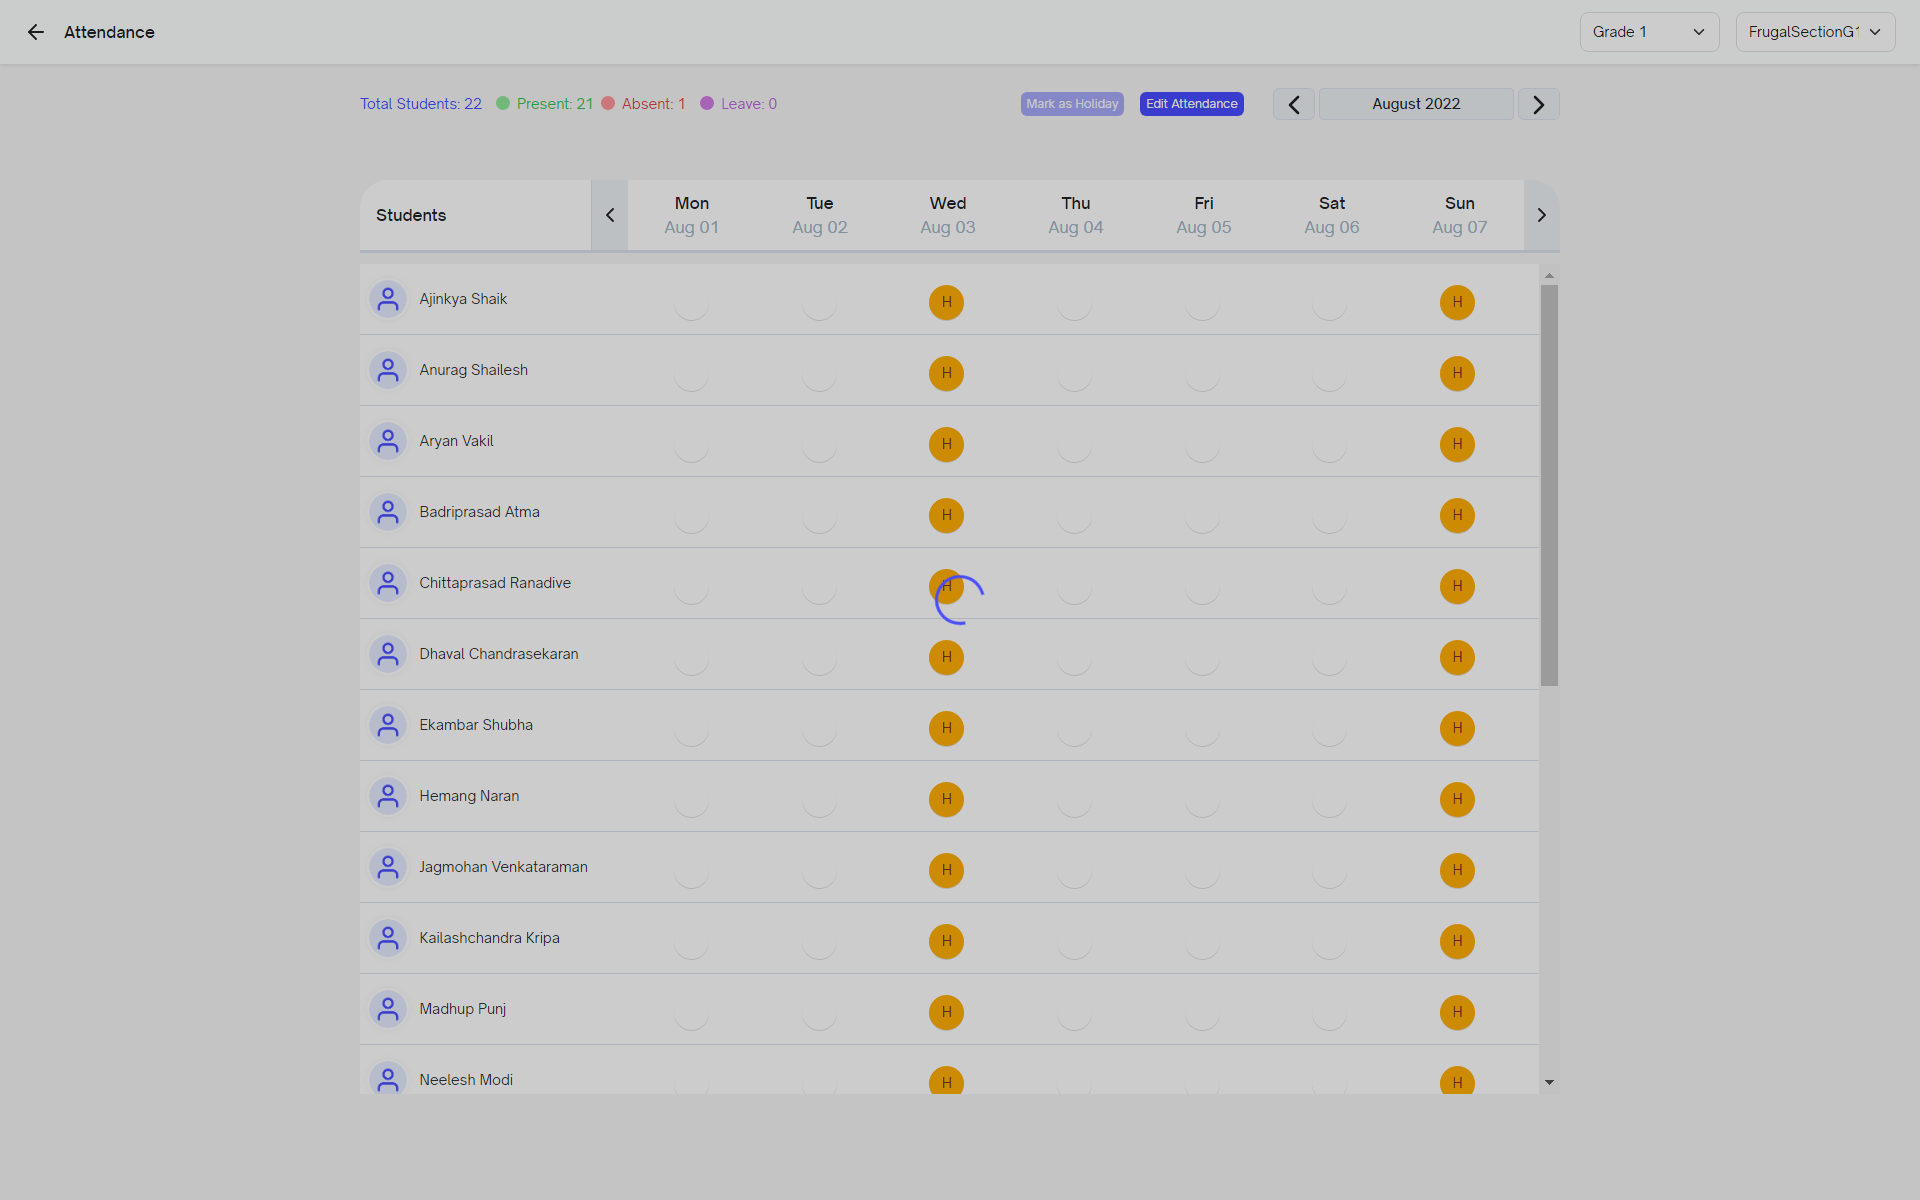 Attendance
Grade 1
FrugalSectionG1
Total Students: 22 Present: 21 Absent: 1 Leave: 0
Mark as Holiday
Edit Attendance
August 2022
Students
Mon Tue Wed Thu Fri Sat Sun
Aug 01 Aug 02 Aug 03 Aug 04 Aug 05 Aug 06 Aug 07
Ajinkya Shaik H H
Anurag Shailesh H H
Aryan Vakil H H
Badriprasad Atma H H
Chittaprasad Ranadive H H
Dhaval Chandrasekaran H H
Ekambar Shubha H H
Hemang Naran H H
Jagmohan Venkataraman H H
Kailashchandra Kripa H H
Madhup Punj H H
Neelesh Modi H H